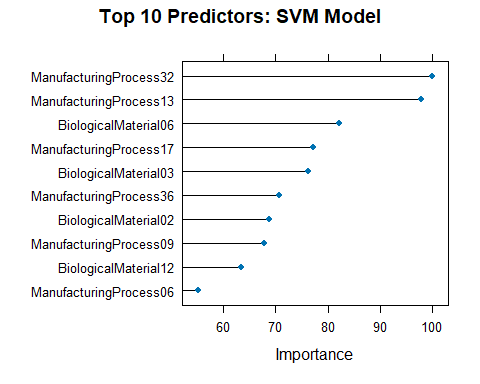 Top 10 Predictors: SVM Model
ManufacturingProcess32
ManufacturingProcess13
BiologicalMaterial06
ManufacturingProcess17
BiologicalMaterial03
ManufacturingProcess36
BiologicalMaterial02
ManufacturingProcess09
BiologicalMaterial12
ManufacturingProcess06
60 70 80 90 100
Importance